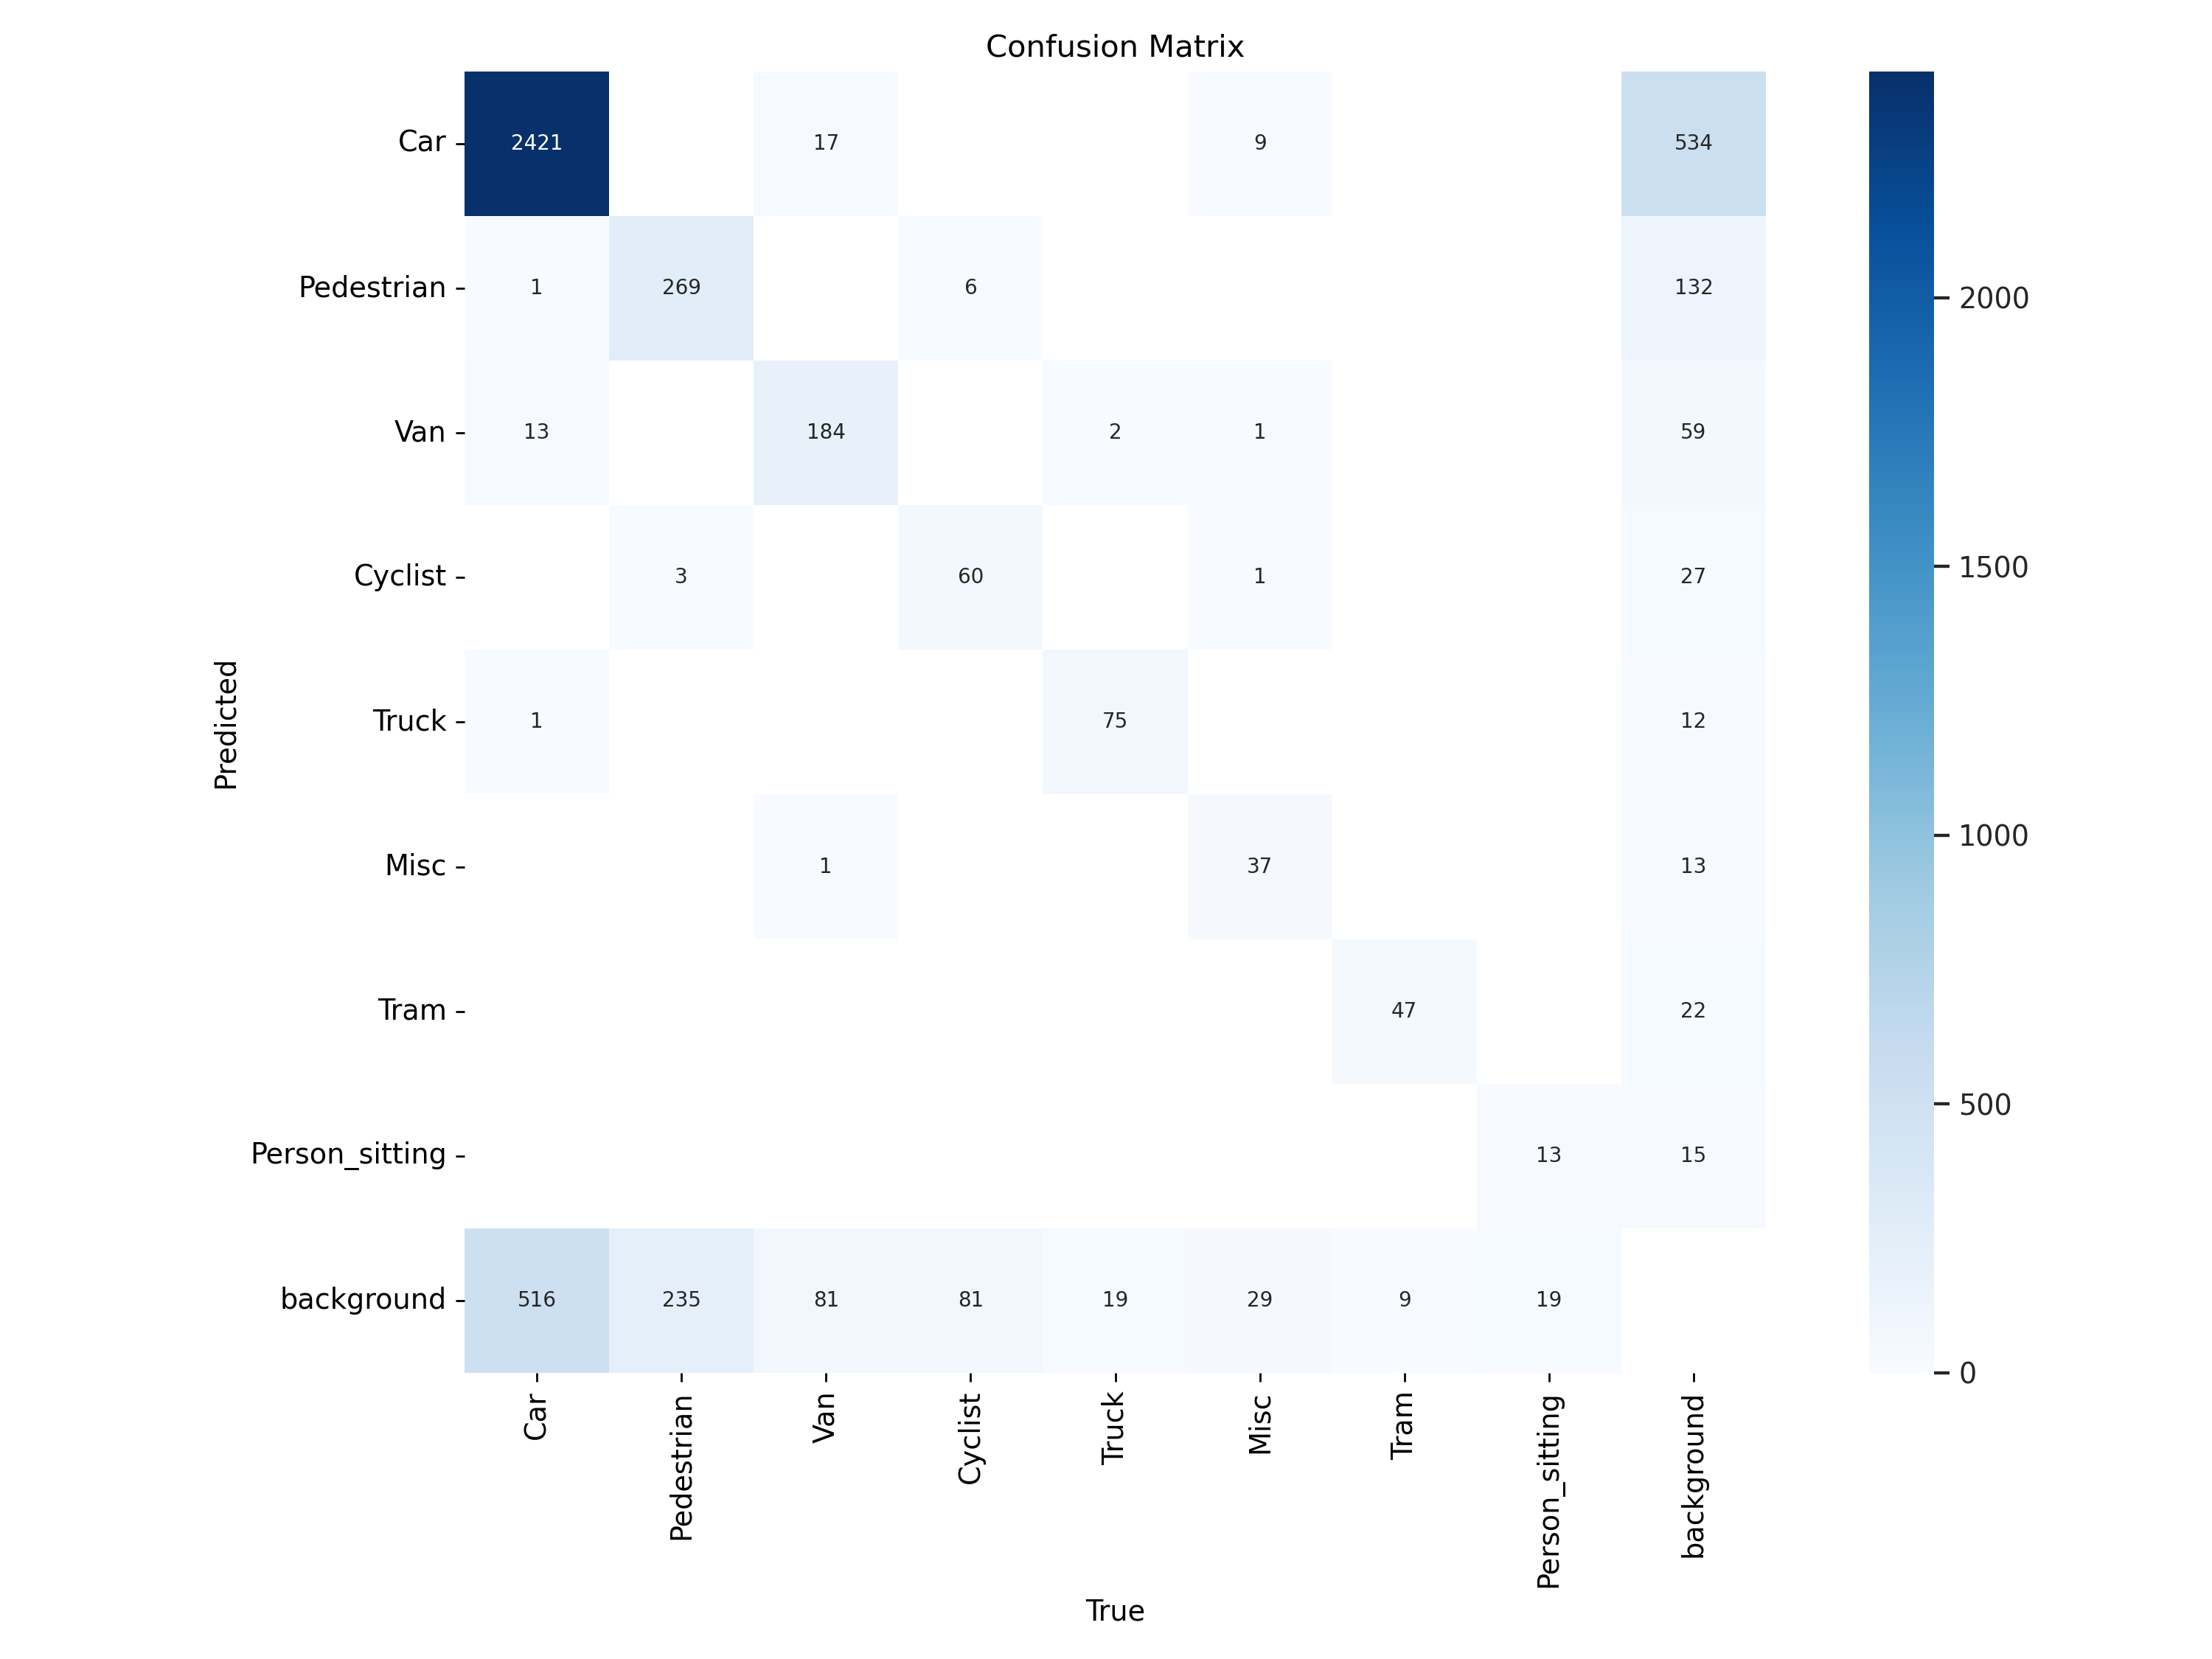 Confusion Matrix
Car 2421 17 9 534
Pedestrian 1 269 6 132
2000
Van 13 184 2 1 59
1500
Cyclist 3 60 1 27
Predicted
Truck 1 75 12
1000
Misc 1 37 13
Tram 47 22
500
Person_sitting 13 15
background 516 235 81 81 19 29 9 19
0
Car Pedestrian Van Cyclist Truck Misc Tram Person_sitting background
True